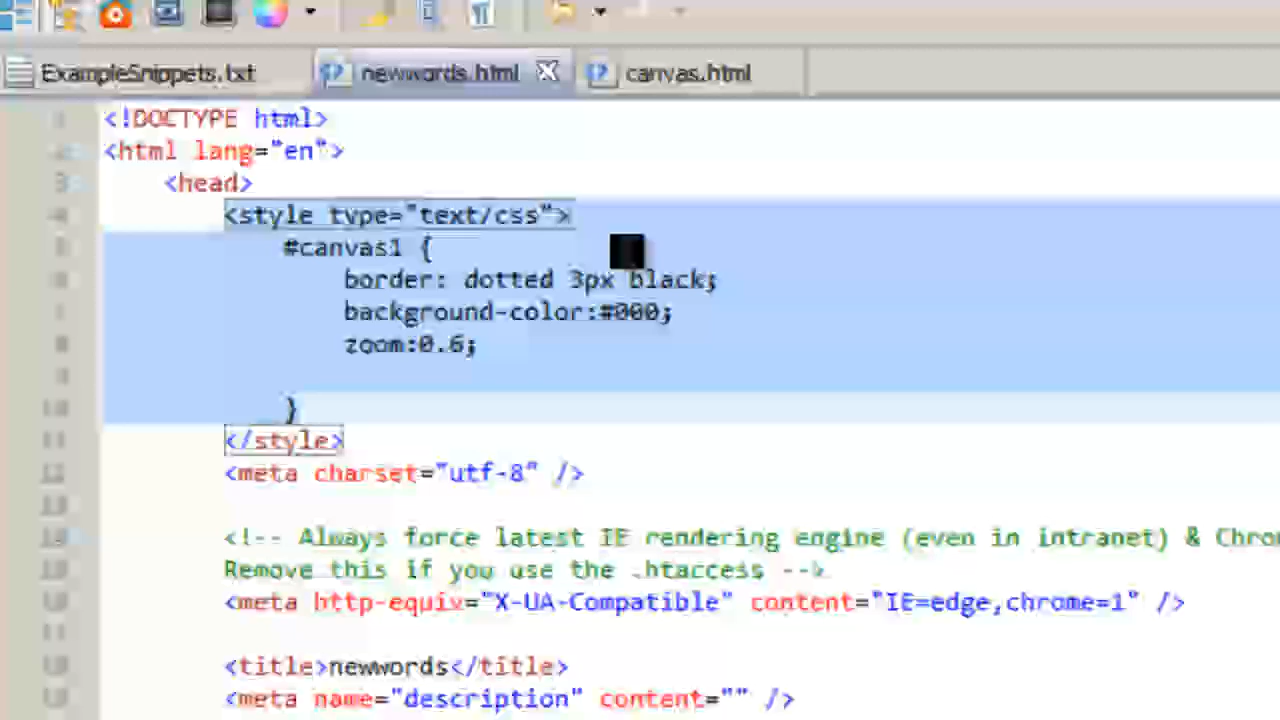 ExampleSnippets.txt newwords.html canvas.html
<!DOCTYPE html>
<html lang="en">
<head>
<style type="text/css">
#canvas1 {
border: dotted 3px black;
background-color:#000;
zoom:0.6;
}
</style>
<meta charset="utf-8" />
<!-- Always force latest IE rendering engine (even in intranet) & Chro
Remove this if you use the .htaccess -->
<meta http-equiv="X-UA-Compatible" content="IE=edge,chrome=1" />
<title>newwords</title>
<meta name="description" content="" />